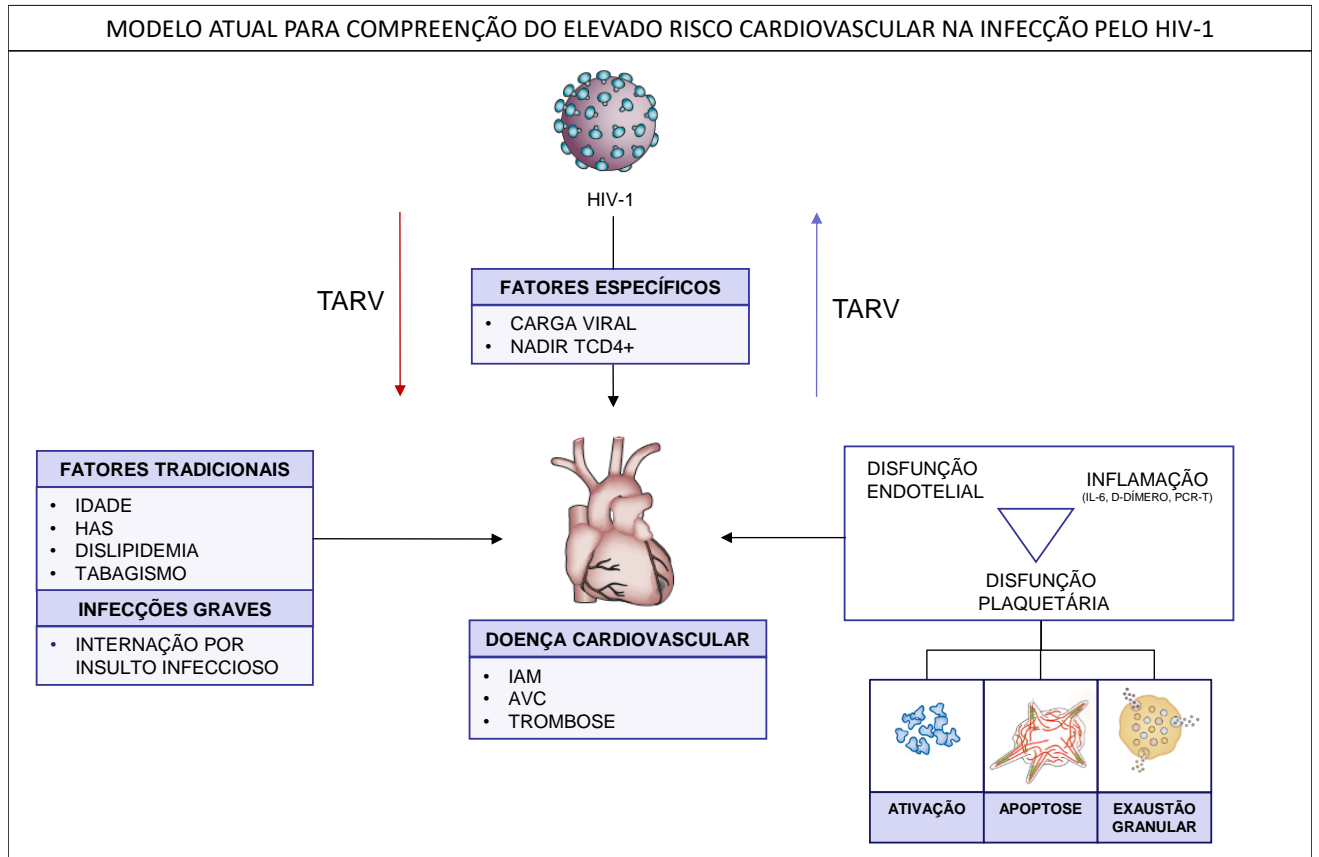 MODELO ATUAL PARA COMPREENÇÃO DO ELEVADO RISCO CARDIOVASCULAR NA INFECÇÃO PELO HIV-1
HIV-1
TARV
TARV
FATORES ESPECÍFICOS
• CARGA VIRAL
• NADIR TCD4+
FATORES TRADICIONAIS
• IDADE
• HAS
• DISLIPIDEMIA
• TABAGISMO
INFECÇÕES GRAVES
• INTERNAÇÃO POR
INSULTO INFECCIOSO
DOENÇA CARDIOVASCULAR
• IAM
• AVC
• TROMBOSE
DISFUNÇÃO
ENDOTELIAL
INFLAMAÇÃO
(IL-6, D-DÍMERO, PCR-T)
DISFUNÇÃO
PLAQUETÁRIA
ATIVAÇÃO
APOPTOSE
EXAUSTÃO
GRANULAR